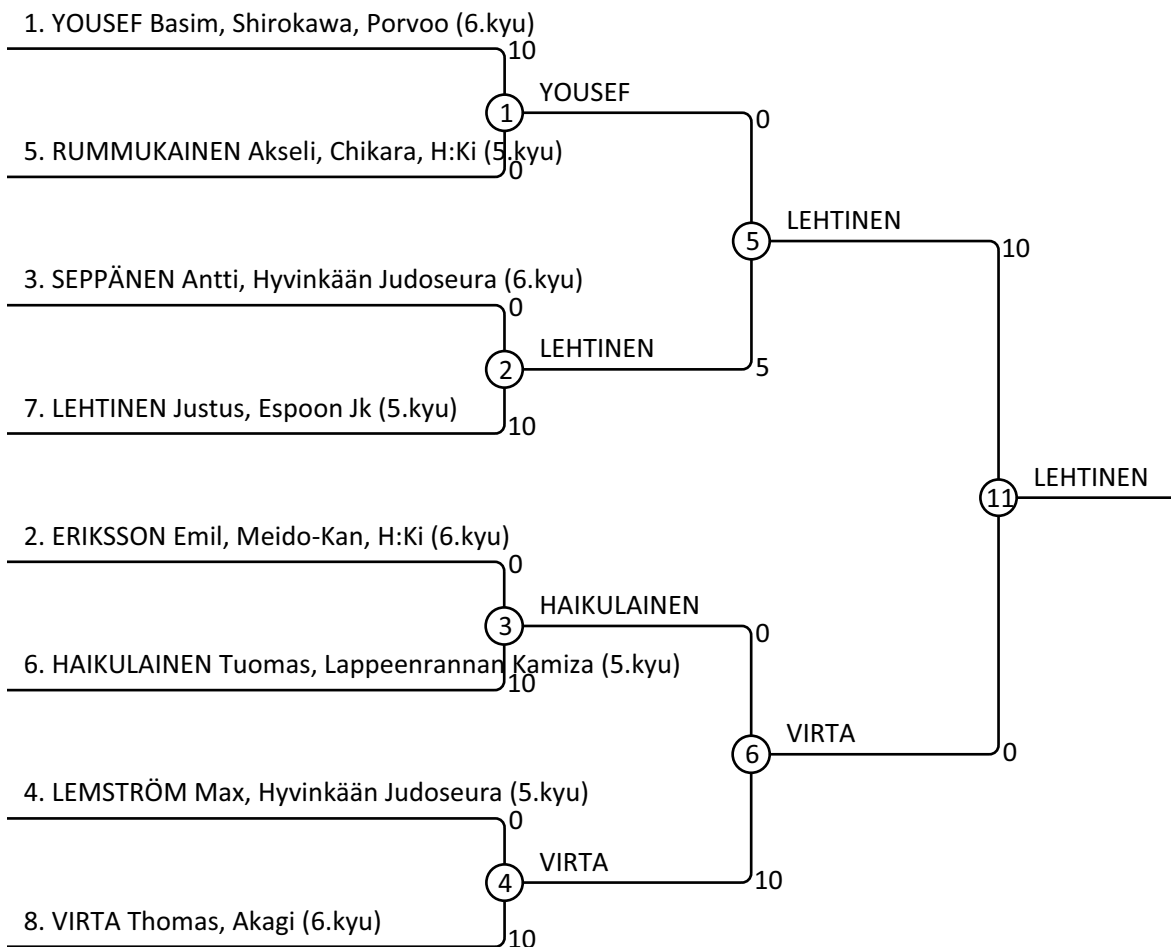 1. YOUSEF Basim, Shirokawa, Porvoo (6.kyu)
10
1 YOUSEF
0
5. RUMMUKAINEN Akseli, Chikara, H:Ki (5.kyu)
0
5 LEHTINEN
10
3. SEPPÄNEN Antti, Hyvinkään Judoseura (6.kyu)
0
2 LEHTINEN
5
7. LEHTINEN Justus, Espoon Jk (5.kyu)
10
11 LEHTINEN
2. ERIKSSON Emil, Meido-Kan, H:Ki (6.kyu)
0
3 HAIKULAINEN
0
6. HAIKULAINEN Tuomas, Lappeenrannan Kamiza (5.kyu)
10
6 VIRTA
0
4. LEMSTRÖM Max, Hyvinkään Judoseura (5.kyu)
0
4 VIRTA
10
8. VIRTA Thomas, Akagi (6.kyu)
10